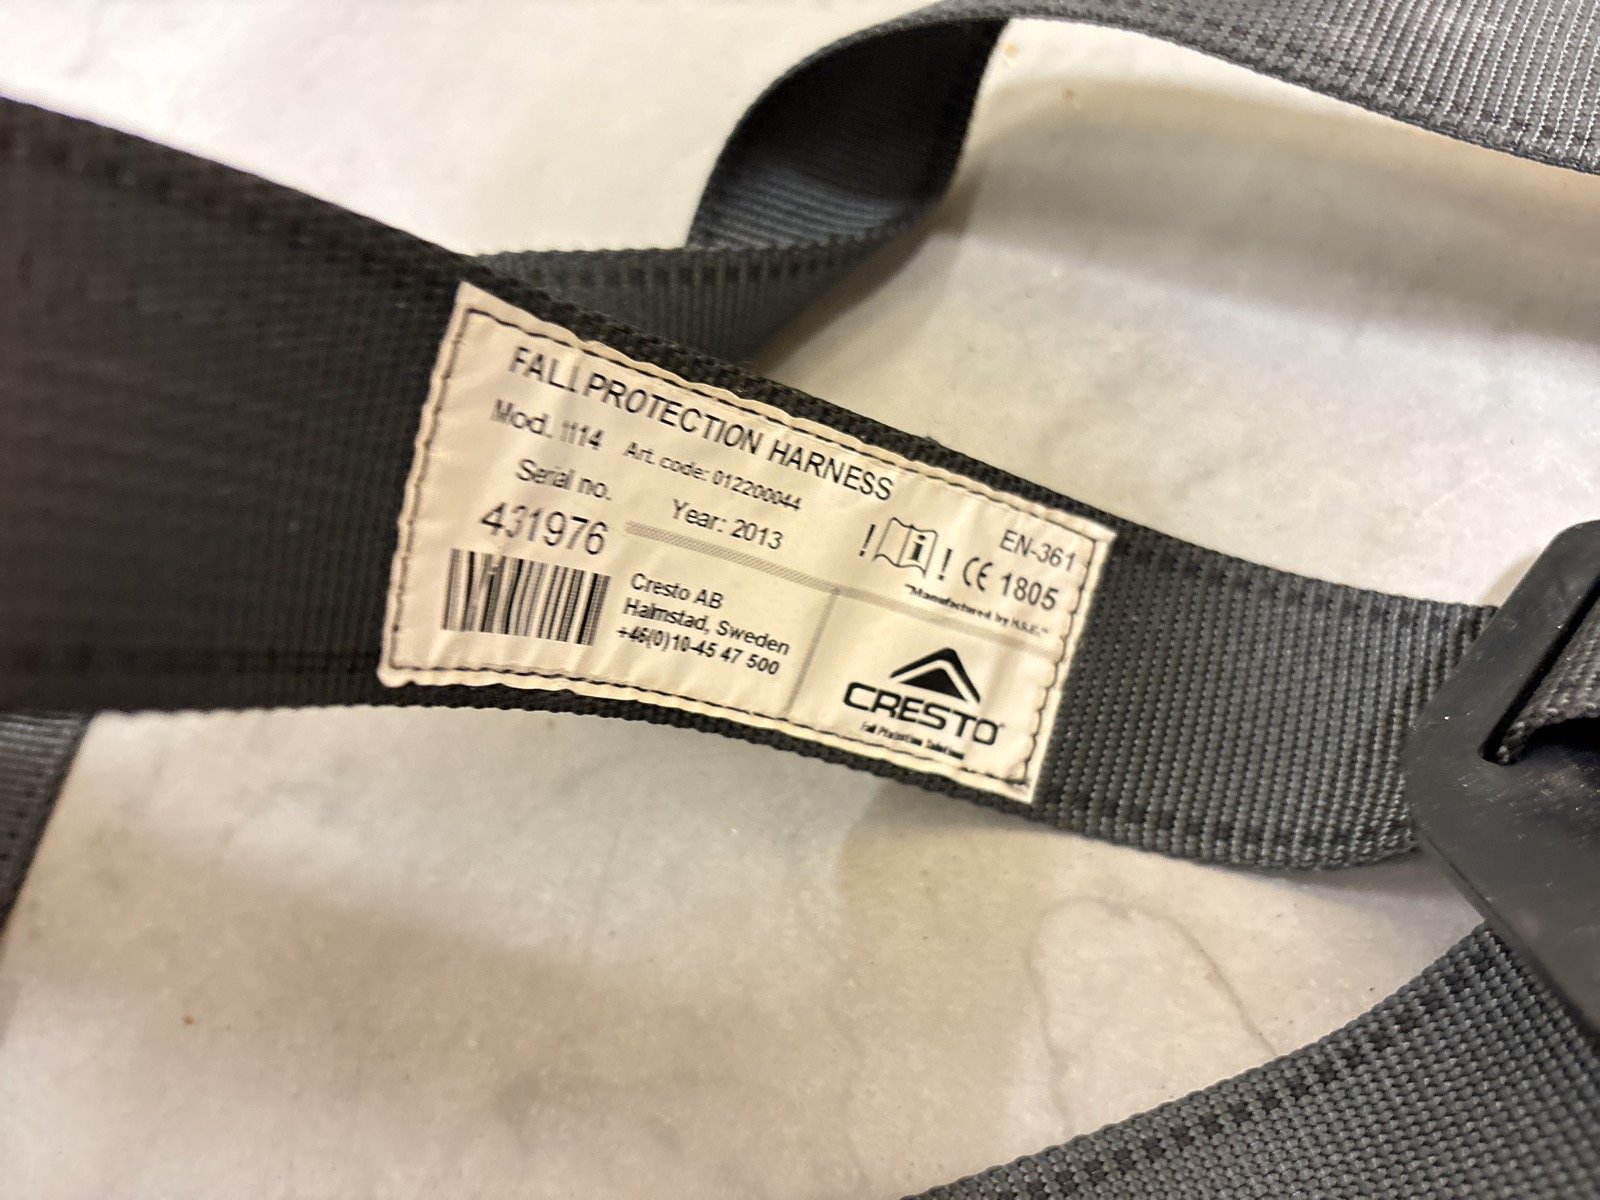 FALL PROTECTION HARNESS
Mod. 1114 Art. code: 012200044
Serial no.
431976
Year: 2013
EN-361
! i ! CE 1805
"Manufactured by H.S.E."
Cresto AB
Halmstad, Sweden
+46(0)10-45 47 500
CRESTO
Fall Protection Solutions